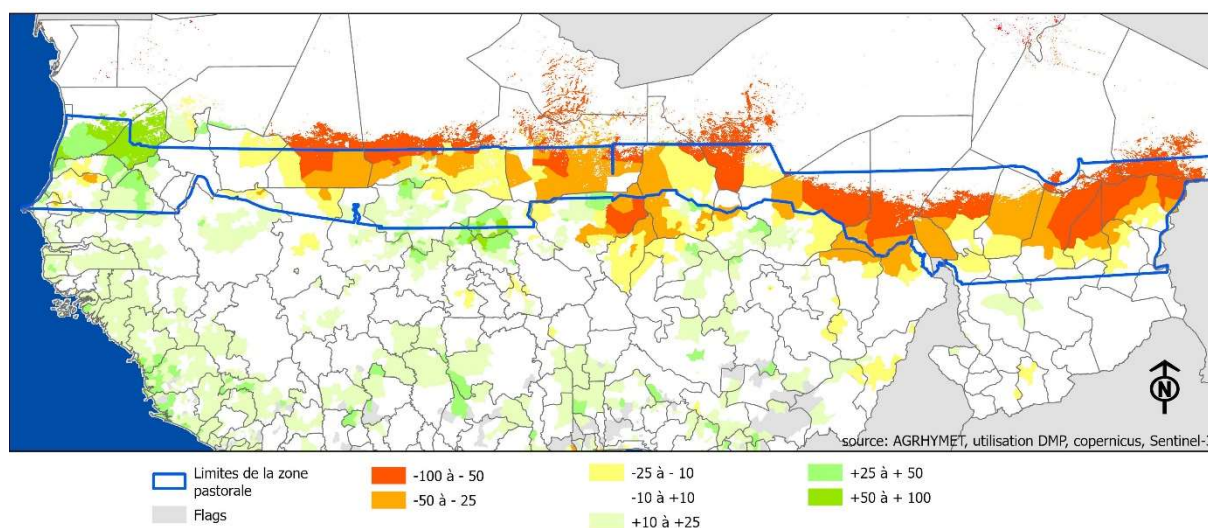 N
source: AGRHYMET, utilisation DMP, copernicus, Sentinel-3
Limites de la zone
pastorale
Flags
-100 à - 50
-50 à - 25
-25 à - 10
-10 à +10
+10 à +25
+25 à + 50
+50 à + 100